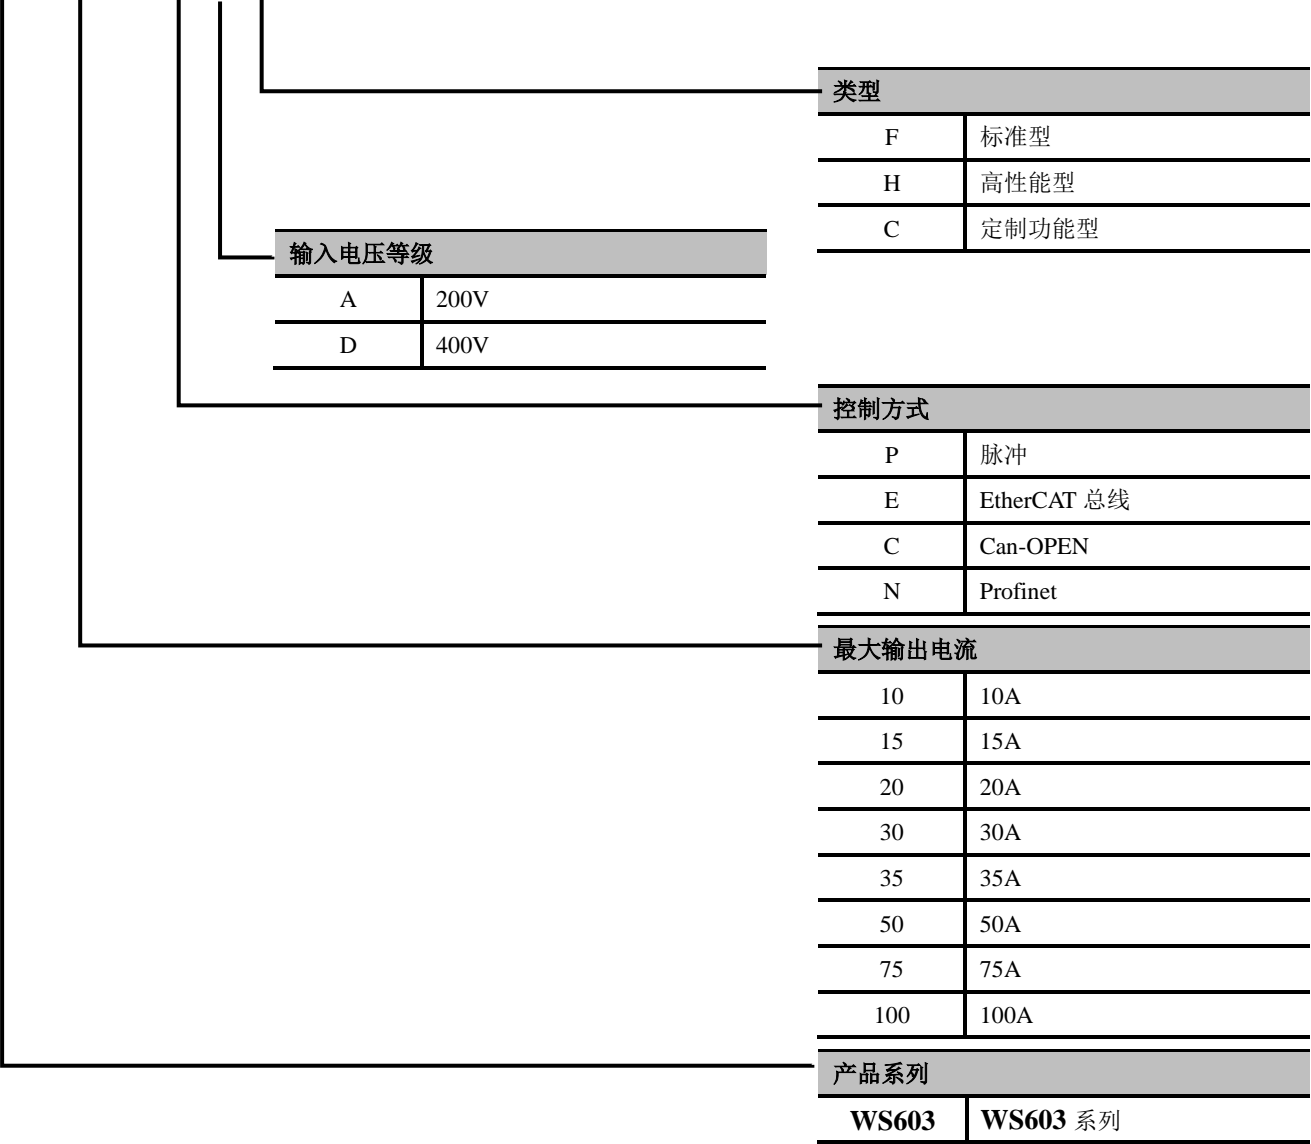 类型
F 标准型
H 高性能型
C 定制功能型
输入电压等级
A 200V
D 400V
控制方式
P 脉冲
E EtherCAT 总线
C Can-OPEN
N Profinet
最大输出电流
10 10A
15 15A
20 20A
30 30A
35 35A
50 50A
75 75A
100 100A
产品系列
WS603 WS603 系列